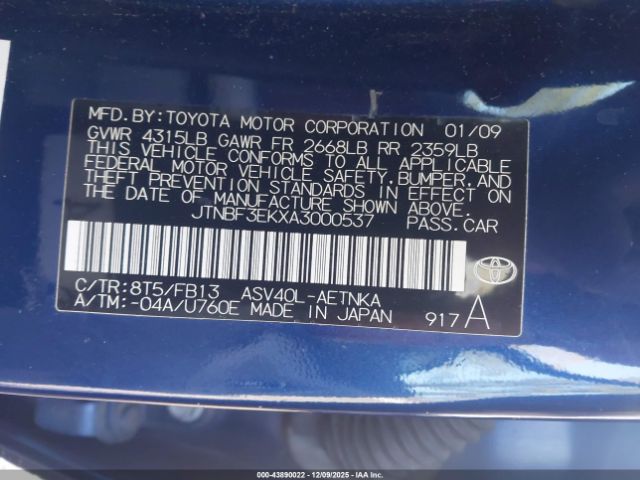 MFD. BY: TOYOTA MOTOR CORPORATION 01/09
GVWR 4315LB GAWR FR 2668LB RR 2359LB
THIS VEHICLE CONFORMS TO ALL APPLICABLE
FEDERAL MOTOR VEHICLE SAFETY, BUMPER, AND
THEFT PREVENTION STANDARDS IN EFFECT ON
THE DATE OF MANUFACTURE SHOWN ABOVE.
JTNBF3EKXA3000537 PASS. CAR
C/TR: 8T5/FB13 ASV40L-AETNKA
A/TM: -04A/U760E MADE IN JAPAN 917 A
000-43890022 - 12/09/2025 - IAAI.COM